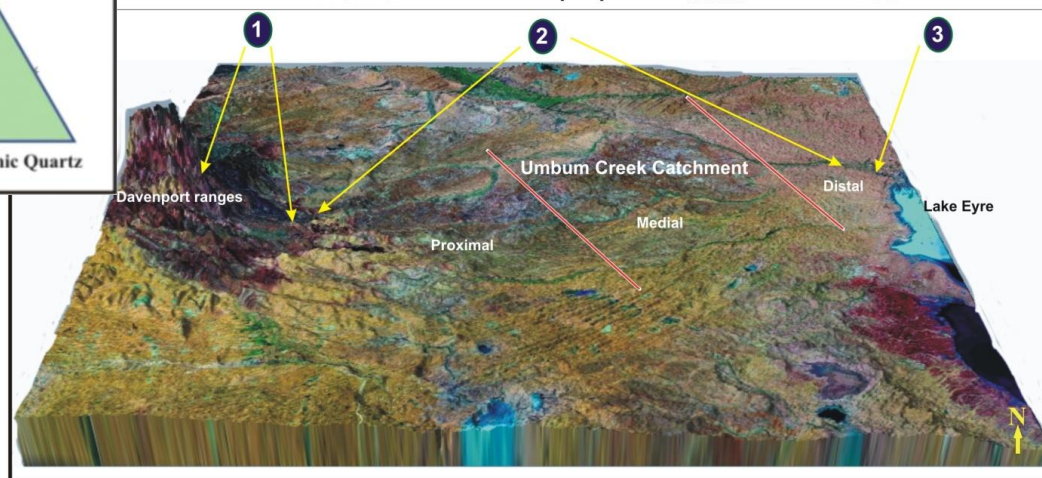 1
2
3
nic Quartz
Davenport ranges
Umbum Creek Catchment
Distal
Lake Eyre
Medial
Proximal
N